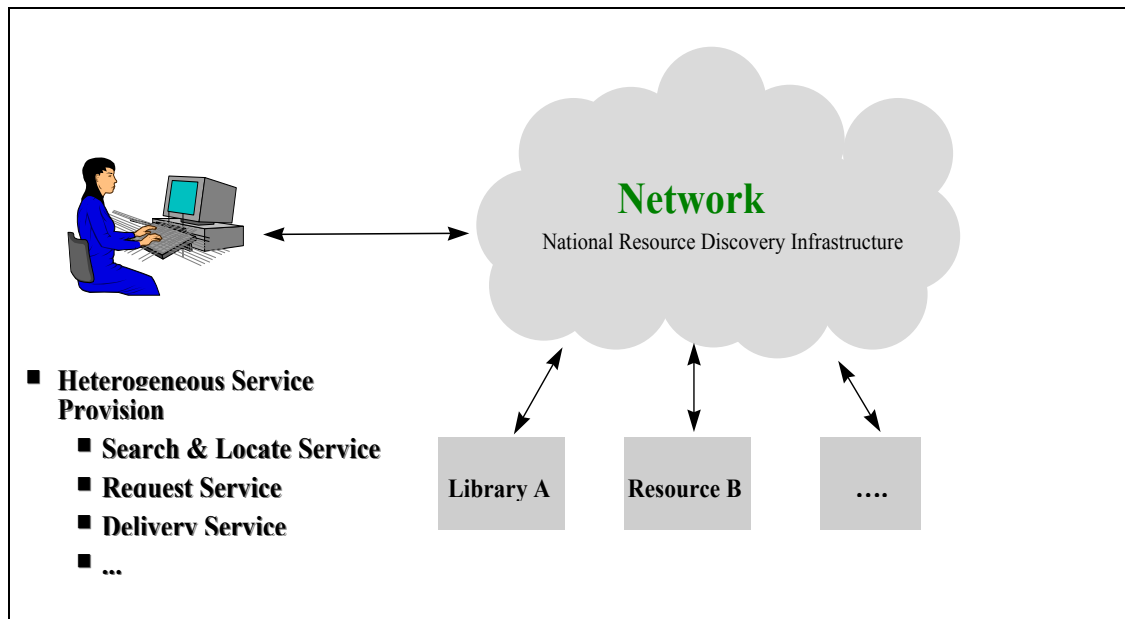 Network
National Resource Discovery Infrastructure
■ Heterogeneous Service
Provision
■ Search & Locate Service
■ Request Service
■ Delivery Service
■ ...
Library A
Resource B
….